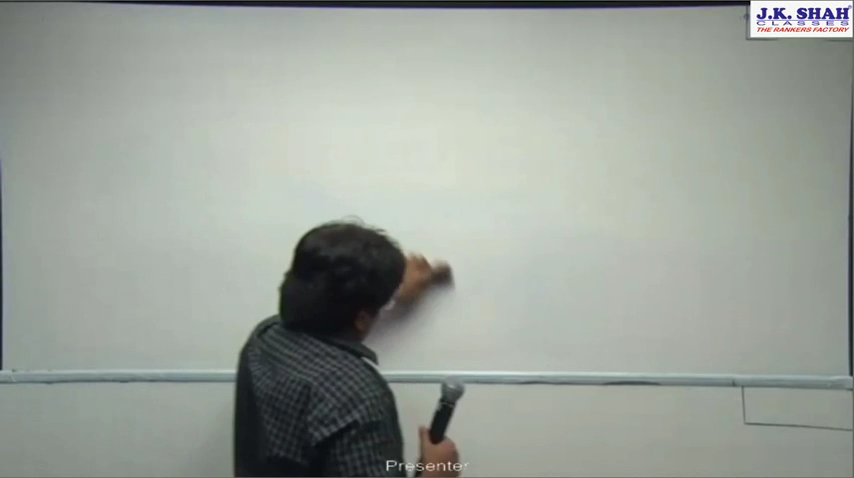 J.K. SHAH
CLASSES
THE RANKERS FACTORY
Presenter